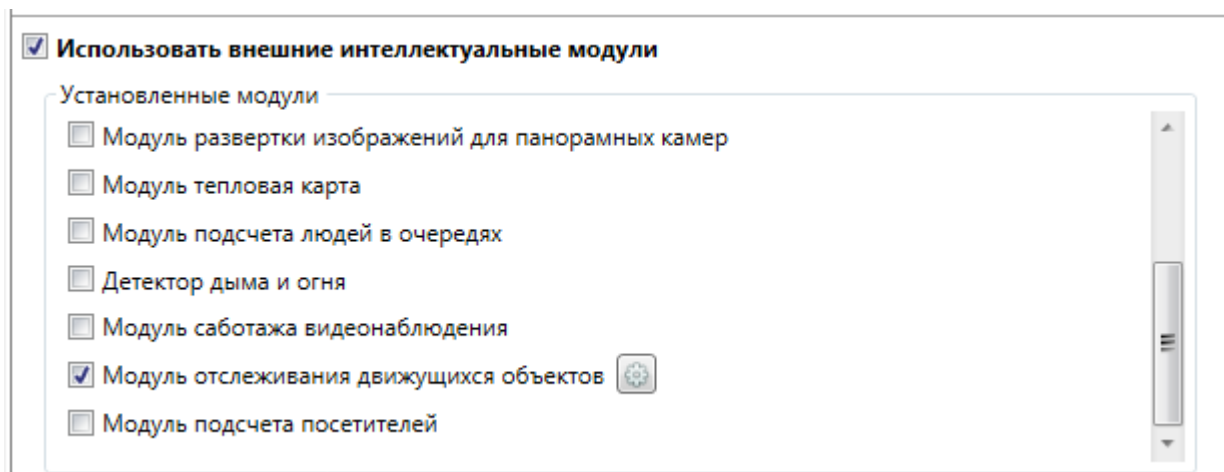 Использовать внешние интеллектуальные модули
Установленные модули
Модуль развертки изображений для панорамных камер
Модуль тепловая карта
Модуль подсчета людей в очередях
Детектор дыма и огня
Модуль саботажа видеонаблюдения
Модуль отслеживания движущихся объектов
Модуль подсчета посетителей